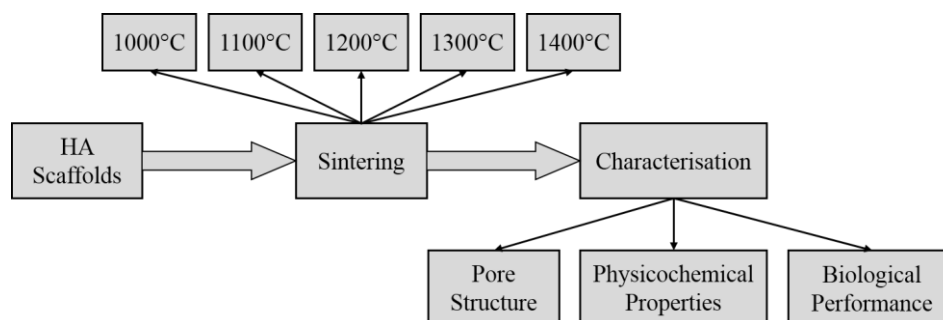 1000°C
1100°C
1200°C
1300°C
1400°C
HA
Scaffolds
Sintering
Characterisation
Pore
Structure
Physicochemical
Properties
Biological
Performance